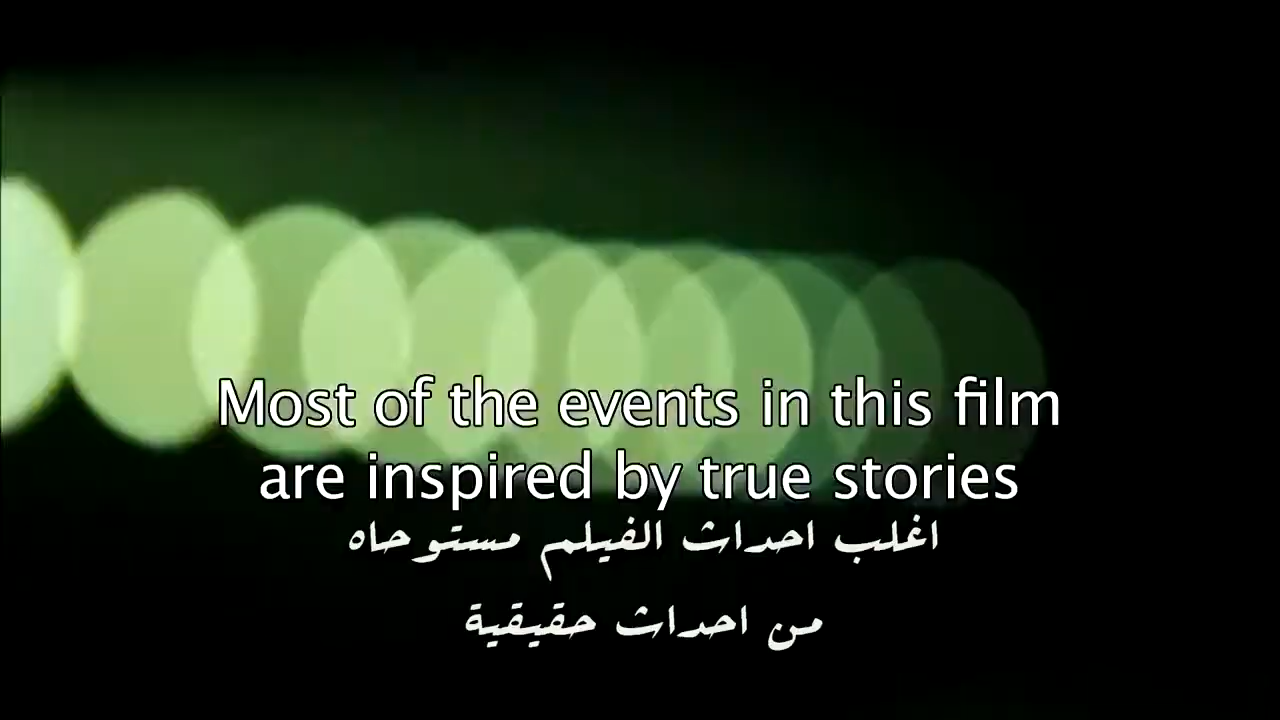 Most of the events in this film
are inspired by true stories
اغلب احداث الفيلم مستوحاه
من احداث حقيقية